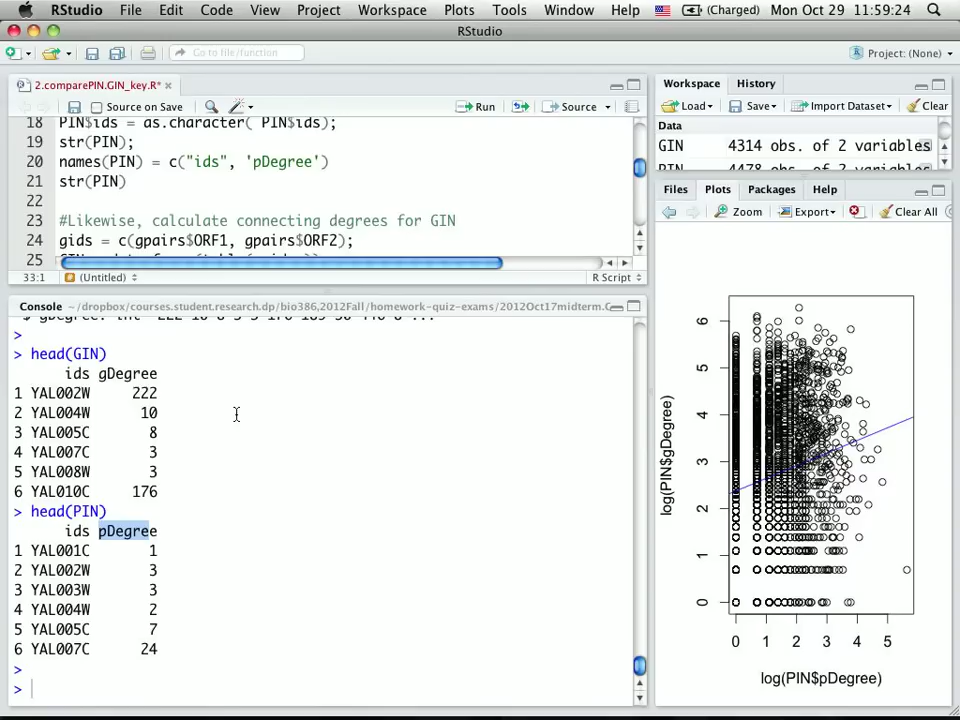 RStudio File Edit Code View Project Workspace Plots Tools Window Help (Charged) Mon Oct 29 11:59:24
RStudio
Go to file/function Project: (None)
2.comparePIN.GIN_key.R*
Source on Save Run Source
18 PIN$ids = as.character( PIN$ids);
19 str(PIN);
20 names(PIN) = c("ids", 'pDegree')
21 str(PIN)
22
23 #Likewise, calculate connecting degrees for GIN
24 gids = c(gpairs$ORF1, gpairs$ORF2);
25
33:1 (Untitled) R Script
Console ~/dropbox/courses.student.research.dp/bio386,2012Fall/homework-quiz-exams/2012Oct17midterm.G
>
> head(GIN)
ids gDegree
1 YAL002W 222
2 YAL004W 10
3 YAL005C 8
4 YAL007C 3
5 YAL008W 3
6 YAL010C 176
> head(PIN)
ids pDegree
1 YAL001C 1
2 YAL002W 3
3 YAL003W 3
4 YAL004W 2
5 YAL005C 7
6 YAL007C 24
>
>
Workspace History
Load Save Import Dataset Clear
Data
GIN 4314 obs. of 2 variables
PIN 4478 obs. of 2 variables
Files Plots Packages Help
Zoom Export Clear All
log(PIN$gDegree)
6
5
4
3
2
1
0
0 1 2 3 4 5
log(PIN$pDegree)